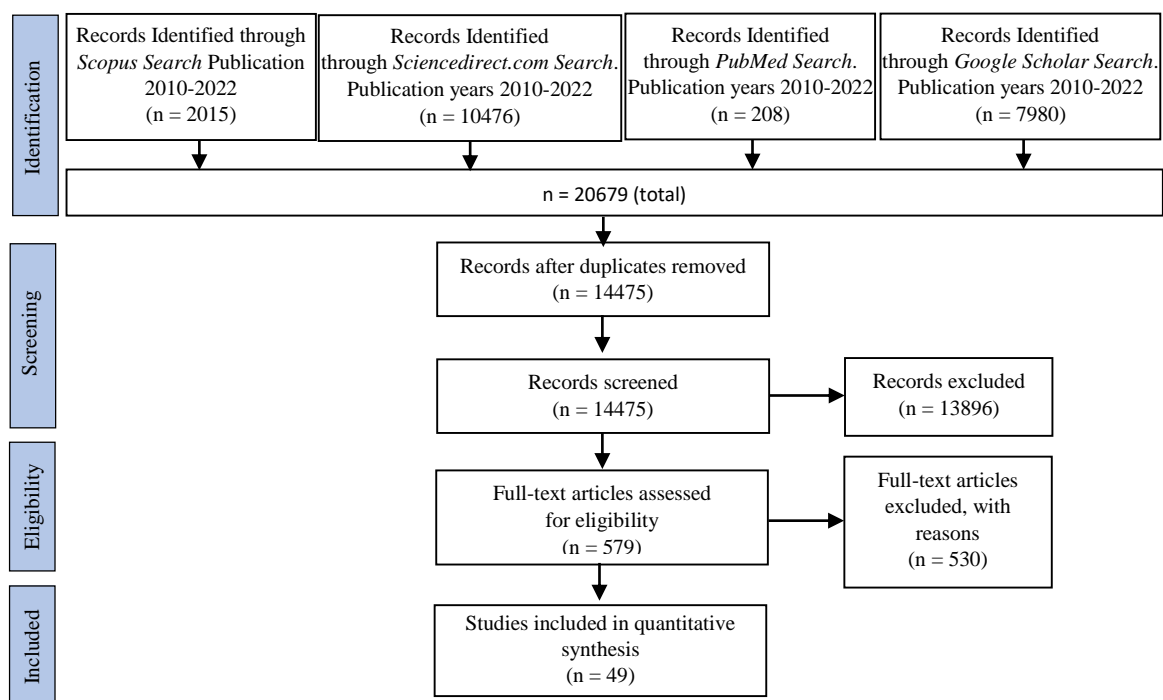 Identification
Records Identified through
Scopus Search Publication
2010-2022
(n = 2015)
Records Identified
through Sciencedirect.com Search.
Publication years 2010-2022
(n = 10476)
Records Identified
through PubMed Search.
Publication years 2010-2022
(n = 208)
Records Identified
through Google Scholar Search.
Publication years 2010-2022
(n = 7980)
n = 20679 (total)
Screening
Records after duplicates removed
(n = 14475)
Records screened
(n = 14475)
Records excluded
(n = 13896)
Eligibility
Full-text articles assessed
for eligibility
(n = 579)
Full-text articles
excluded, with
reasons
(n = 530)
Included
Studies included in quantitative
synthesis
(n = 49)